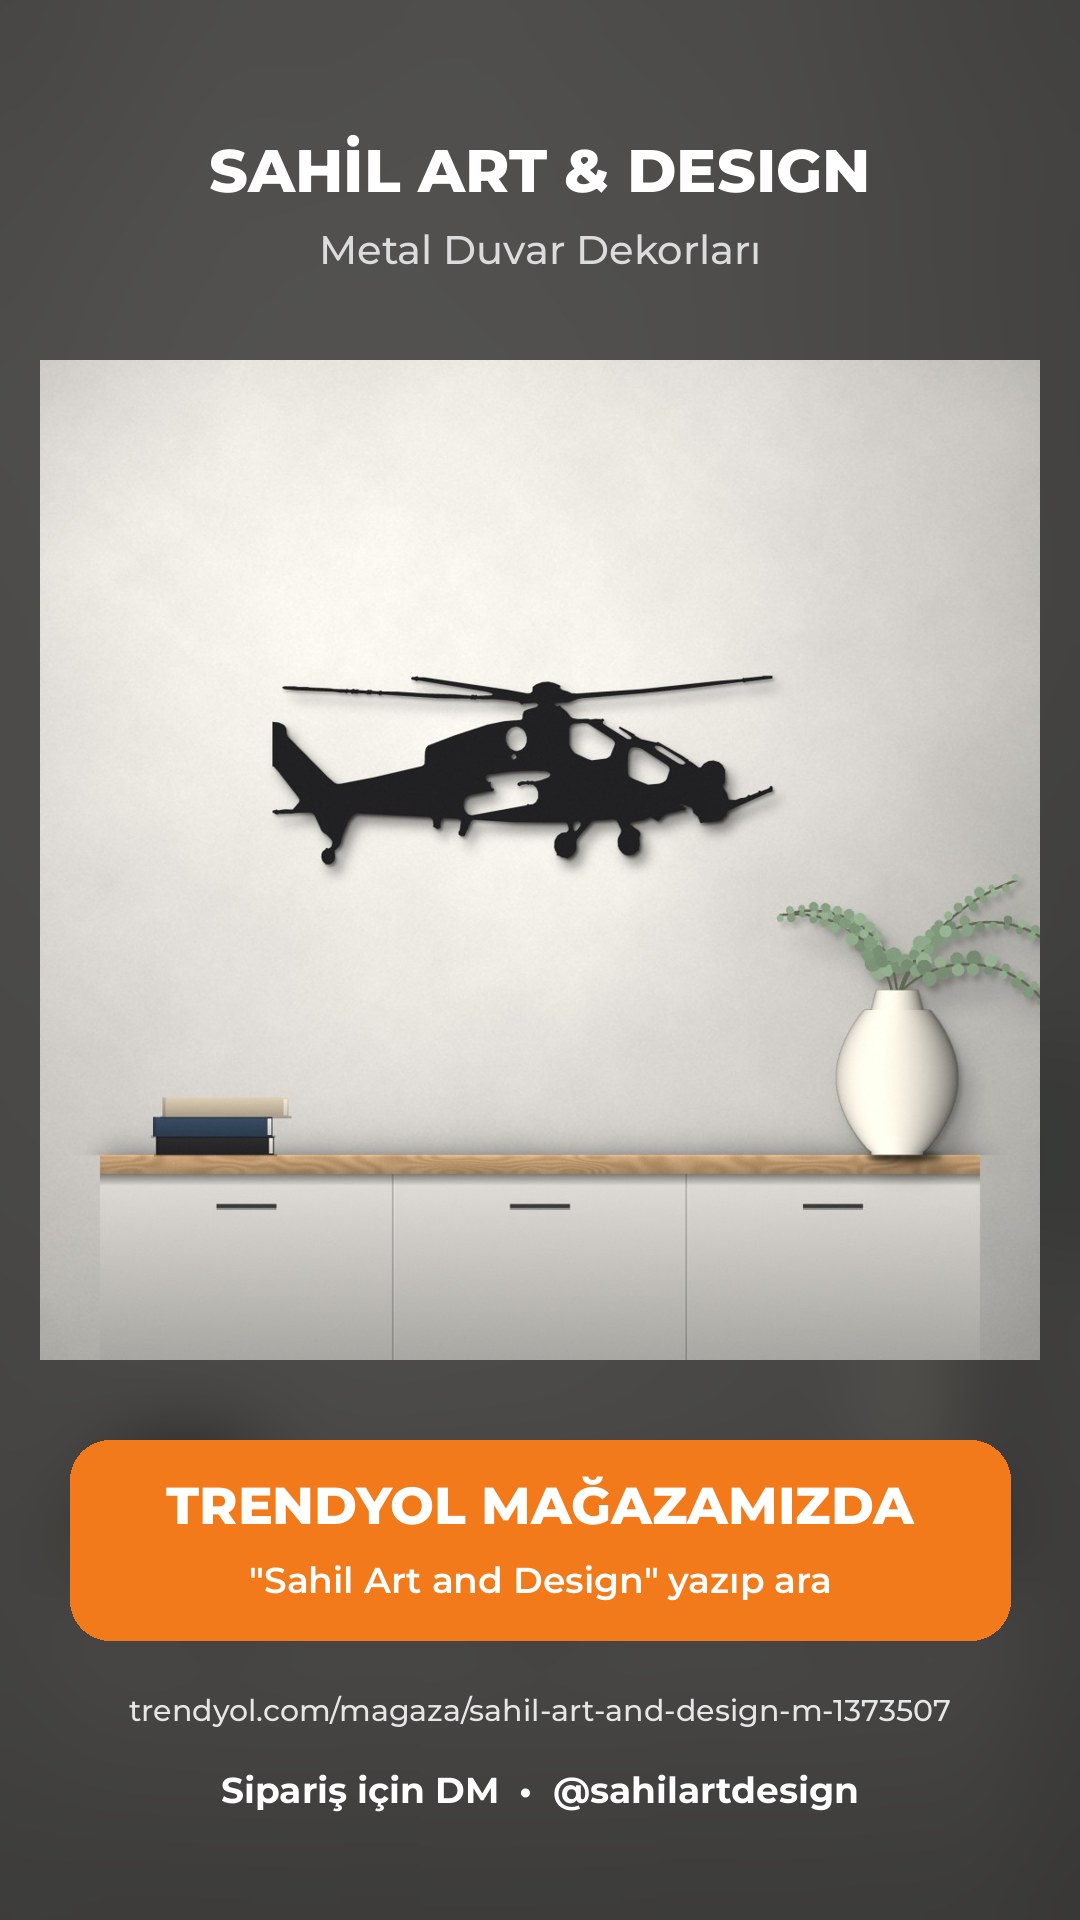 SAHİL ART & DESIGN
Metal Duvar Dekorları
TRENDYOL MAĞAZAMIZDA
"Sahil Art and Design" yazıp ara
trendyol.com/magaza/sahil-art-and-design-m-1373507
Sipariş için DM • @sahilartdesign